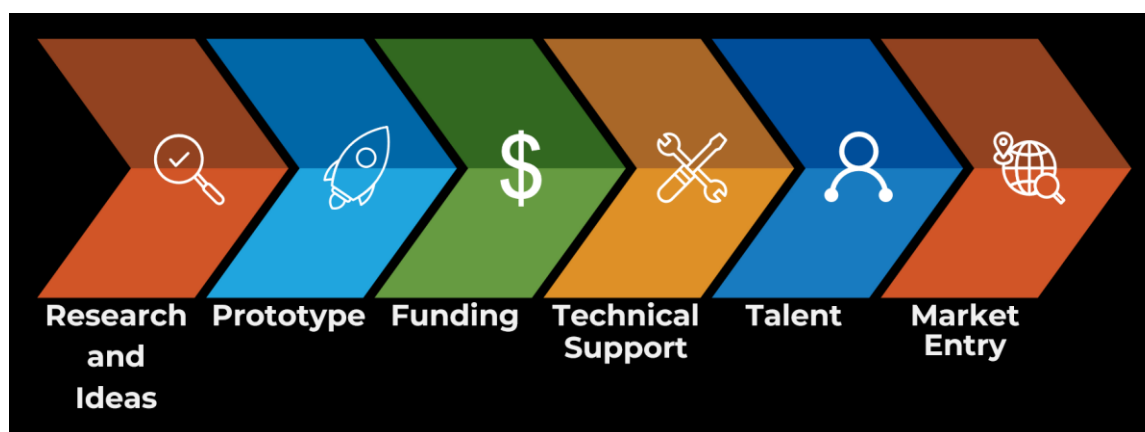 Research
and
Ideas
Prototype
Funding
Technical
Support
Talent
Market
Entry